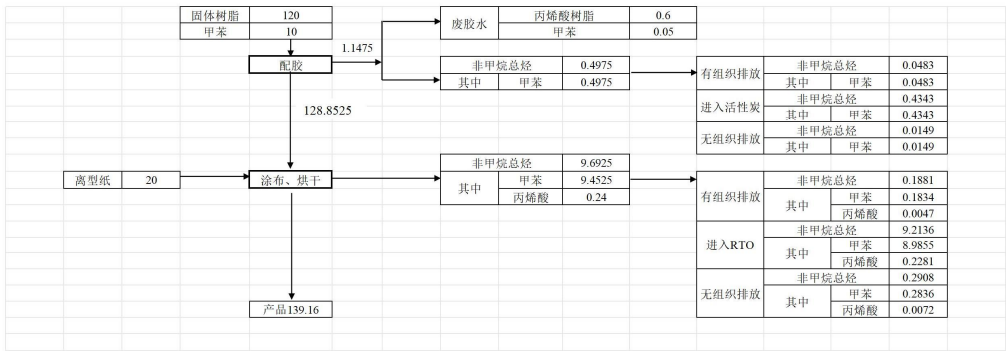 固体树脂 120
甲苯 10
废胶水 丙烯酸树脂 0.6
甲苯 0.05
1.1475
配胶
非甲烷总烃 0.4975
其中 甲苯 0.4975
有组织排放 非甲烷总烃 0.0483
其中 甲苯 0.0483
进入活性炭 非甲烷总烃 0.4343
其中 甲苯 0.4343
无组织排放 非甲烷总烃 0.0149
其中 甲苯 0.0149
128.8525
离型纸 20
涂布、烘干
非甲烷总烃 9.6925
其中 甲苯 9.4525
丙烯酸 0.24
有组织排放 非甲烷总烃 0.1881
其中 甲苯 0.1834
丙烯酸 0.0047
进入RTO 非甲烷总烃 9.2136
其中 甲苯 8.9855
丙烯酸 0.2281
无组织排放 非甲烷总烃 0.2908
其中 甲苯 0.2836
丙烯酸 0.0072
产品139.16